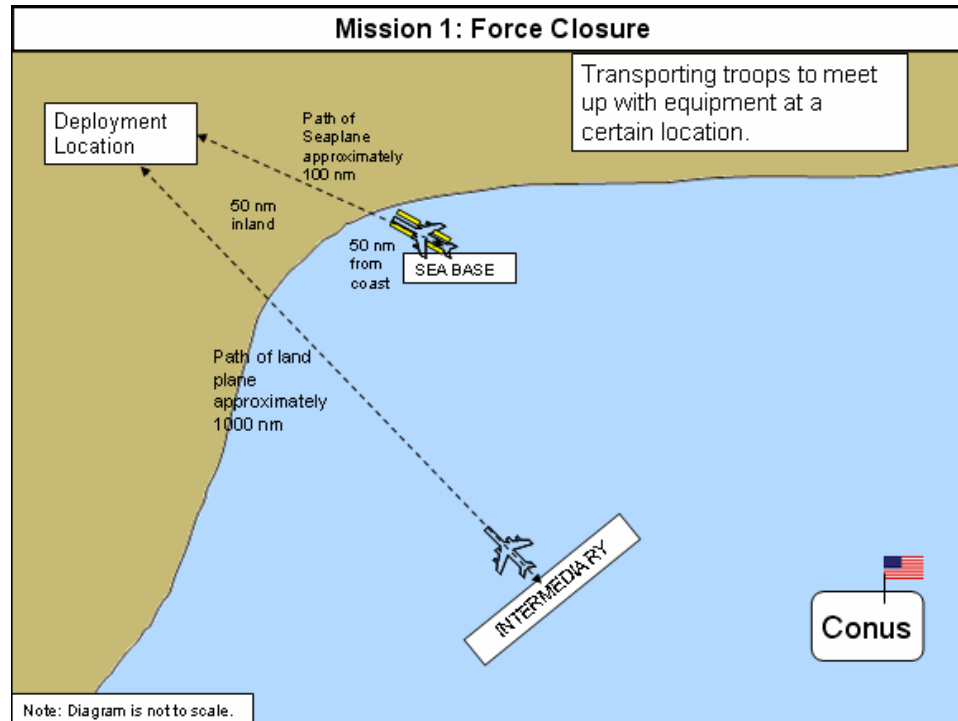 Mission 1: Force Closure
Transporting troops to meet
up with equipment at a
certain location.
Deployment
Location
Path of
Seaplane
approximately
100 nm
50 nm
inland
50 nm
from
coast
SEA BASE
Path of land
plane
approximately
1000 nm
INTERMEDIARY
Conus
Note: Diagram is not to scale.